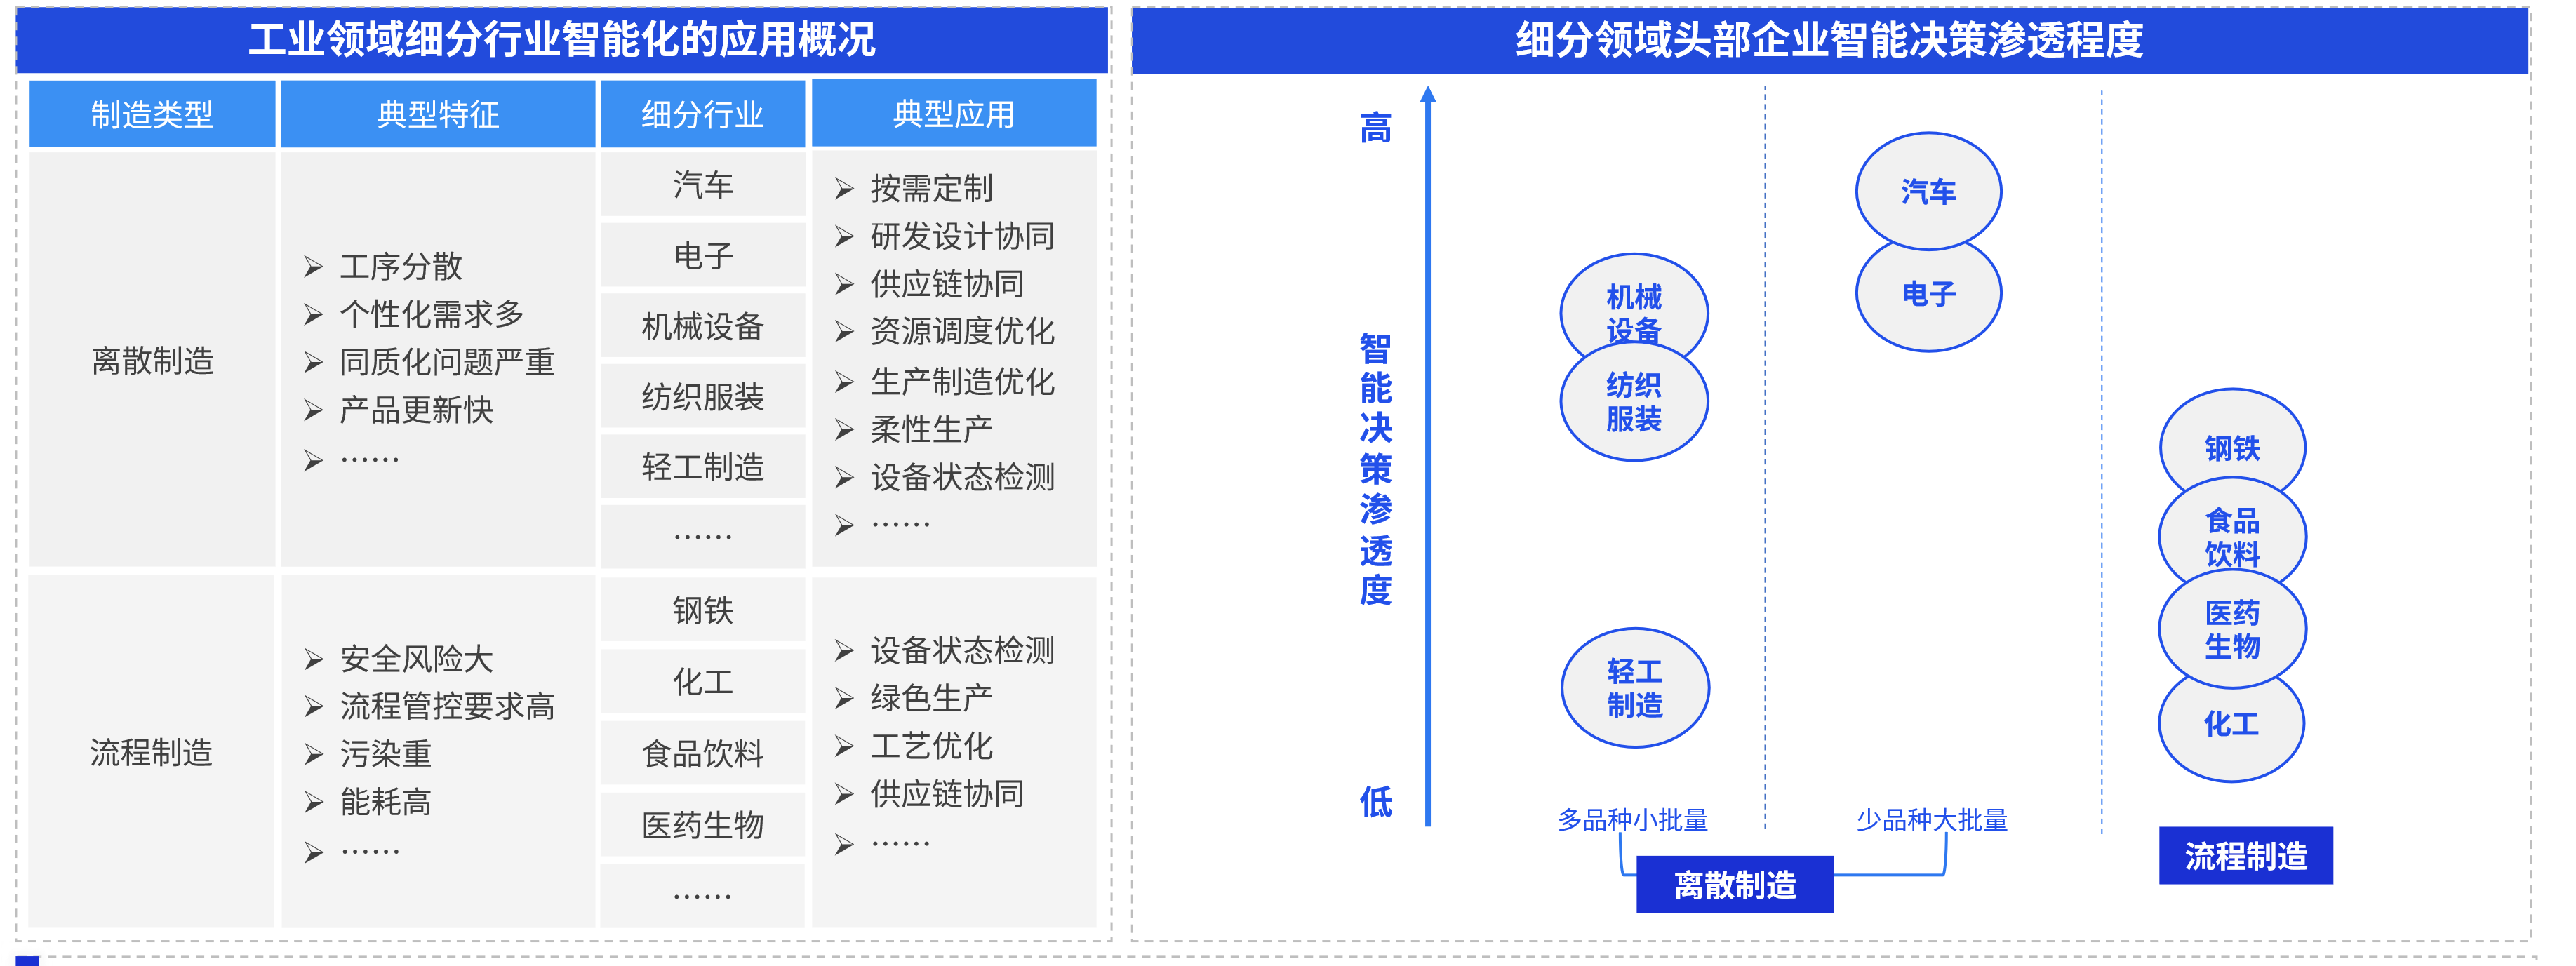 工业领域细分行业智能化的应用概况
制造类型
典型特征
细分行业
典型应用
离散制造
➢ 工序分散
➢ 个性化需求多
➢ 同质化问题严重
➢ 产品更新快
➢ ……
汽车
电子
机械设备
纺织服装
轻工制造
……
➢ 按需定制
➢ 研发设计协同
➢ 供应链协同
➢ 资源调度优化
➢ 生产制造优化
➢ 柔性生产
➢ 设备状态检测
➢ ……
流程制造
➢ 安全风险大
➢ 流程管控要求高
➢ 污染重
➢ 能耗高
➢ ……
钢铁
化工
食品饮料
医药生物
……
➢ 设备状态检测
➢ 绿色生产
➢ 工艺优化
➢ 供应链协同
➢ ……
细分领域头部企业智能决策渗透程度
高
智能决策渗透度
低
机械
设备
纺织
服装
轻工
制造
汽车
电子
钢铁
食品
饮料
医药
生物
化工
多品种小批量
少品种大批量
离散制造
流程制造